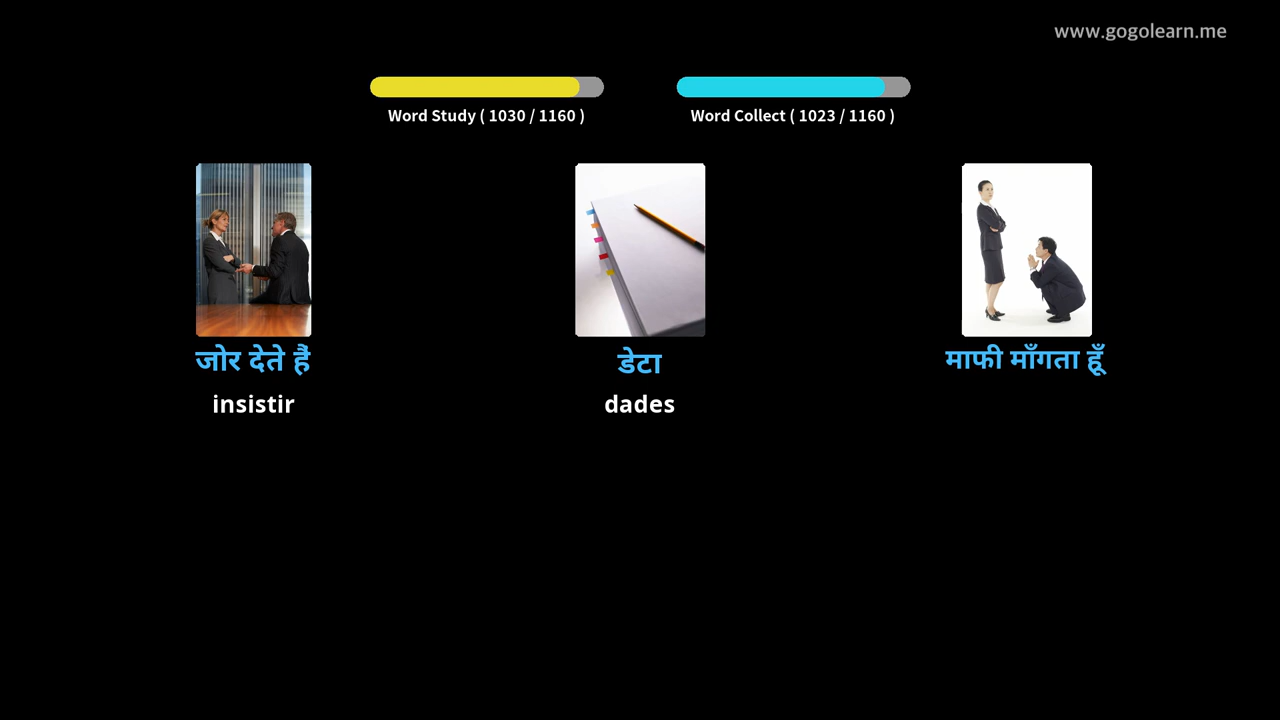 www.gogolearn.me
Word Study ( 1030 / 1160 )
Word Collect ( 1023 / 1160 )
जोर देते हैं
डेटा
माफी माँगता हूँ
insistir
dades